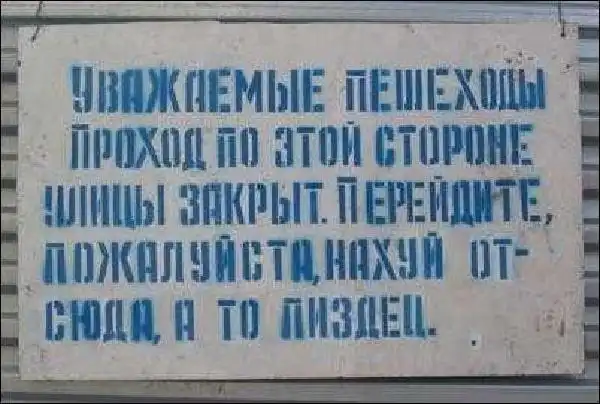 Уважаемые пешеходы
Проход по этой стороне
улицы закрыт. Перейдите,
пожалуйста, нахуй от-
сюда, а то пиздец.